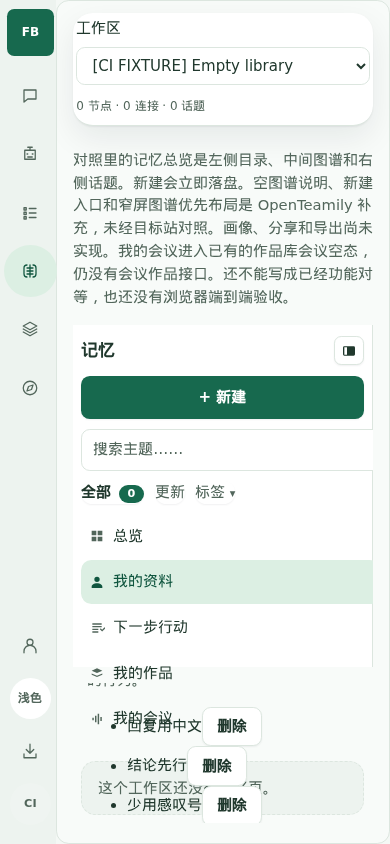 FB
工作区
[CI FIXTURE] Empty library
0 节点 · 0 连接 · 0 话题
对照里的记忆总览是左侧目录、中间图谱和右
侧话题。新建会立即落盘。空图谱说明、新建
入口和窄屏图谱优先布局是 OpenTeamily 补
充，未经目标站对照。画像、分享和导出尚未
实现。我的会议进入已有的作品库会议空态，
仍没有会议作品接口。还不能写成已经功能对
等，也还没有浏览器端到端验收。
记忆
+ 新建
搜索主题……
全部 0 更新 标签 ▾
总览
我的资料
下一步行动
我的作品
我的会议
回复用中文 删除
结论先行 删除
这个工作区还没 页。
少用感叹号 删除
浅色
CI